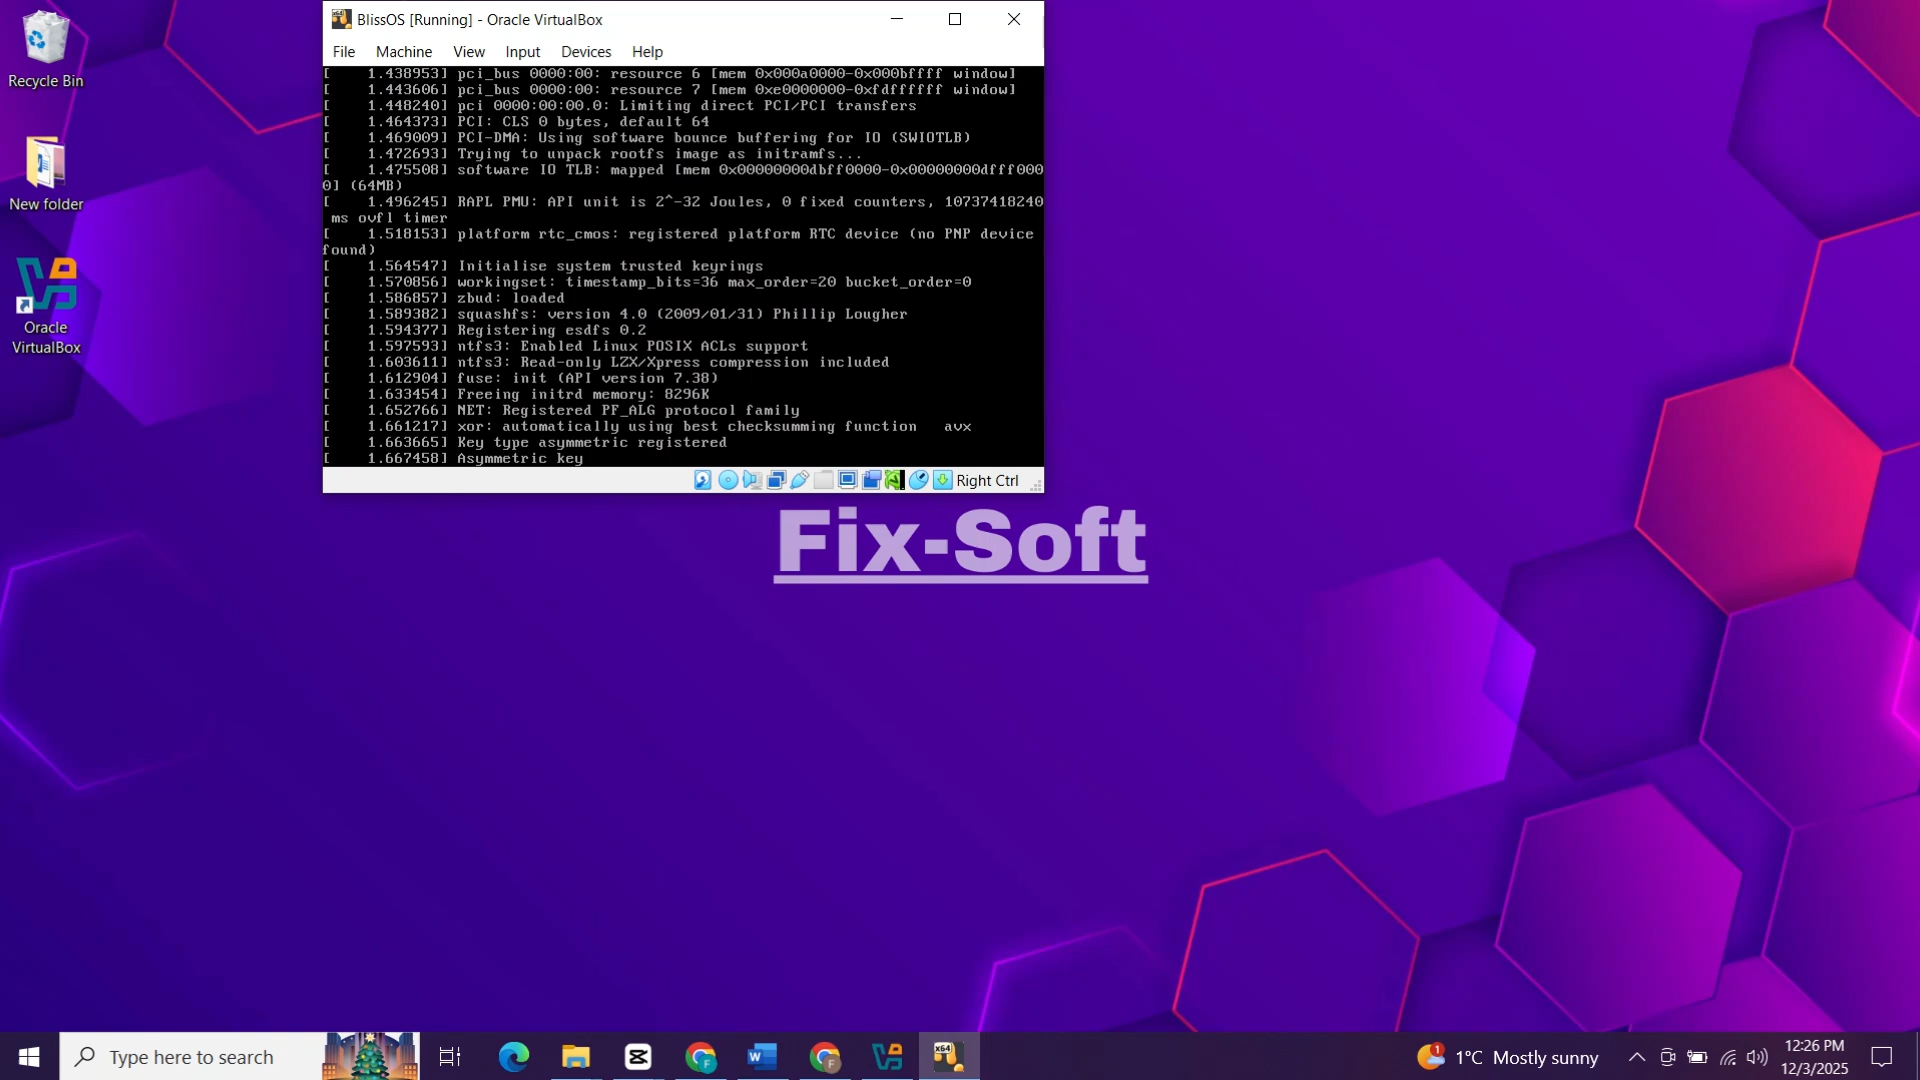 Recycle Bin
New folder
Oracle
VirtualBox
BlissOS [Running] - Oracle VirtualBox
File Machine View Input Devices Help
[    1.438953] pci_bus 0000:00: resource 6 [mem 0x000a0000-0x000bffff window]
[    1.443606] pci_bus 0000:00: resource 7 [mem 0xe0000000-0xfdffffff window]
[    1.448240] pci 0000:00:00.0: Limiting direct PCI/PCI transfers
[    1.464373] PCI: CLS 0 bytes, default 64
[    1.469009] PCI-DMA: Using software bounce buffering for IO (SWIOTLB)
[    1.472693] Trying to unpack rootfs image as initramfs...
[    1.475508] software IO TLB: mapped [mem 0x00000000dbff0000-0x00000000dfff000
0] (64MB)
[    1.496245] RAPL PMU: API unit is 2^-32 Joules, 0 fixed counters, 10737418240
ms ovfl timer
[    1.518153] platform rtc_cmos: registered platform RTC device (no PNP device
found)
[    1.564547] Initialise system trusted keyrings
[    1.570856] workingset: timestamp_bits=36 max_order=20 bucket_order=0
[    1.586857] zbud: loaded
[    1.589382] squashfs: version 4.0 (2009/01/31) Phillip Lougher
[    1.594377] Registering esdfs 0.2
[    1.597593] ntfs3: Enabled Linux POSIX ACLs support
[    1.603611] ntfs3: Read-only LZX/Xpress compression included
[    1.612904] fuse: init (API version 7.38)
[    1.633454] Freeing initrd memory: 8296K
[    1.652766] NET: Registered PF_ALG protocol family
[    1.661217] xor: automatically using best checksumming function   avx
[    1.663665] Key type asymmetric registered
[    1.667458] Asymmetric key
Right Ctrl
Fix-Soft
Type here to search
1°C Mostly sunny
12:26 PM
12/3/2025